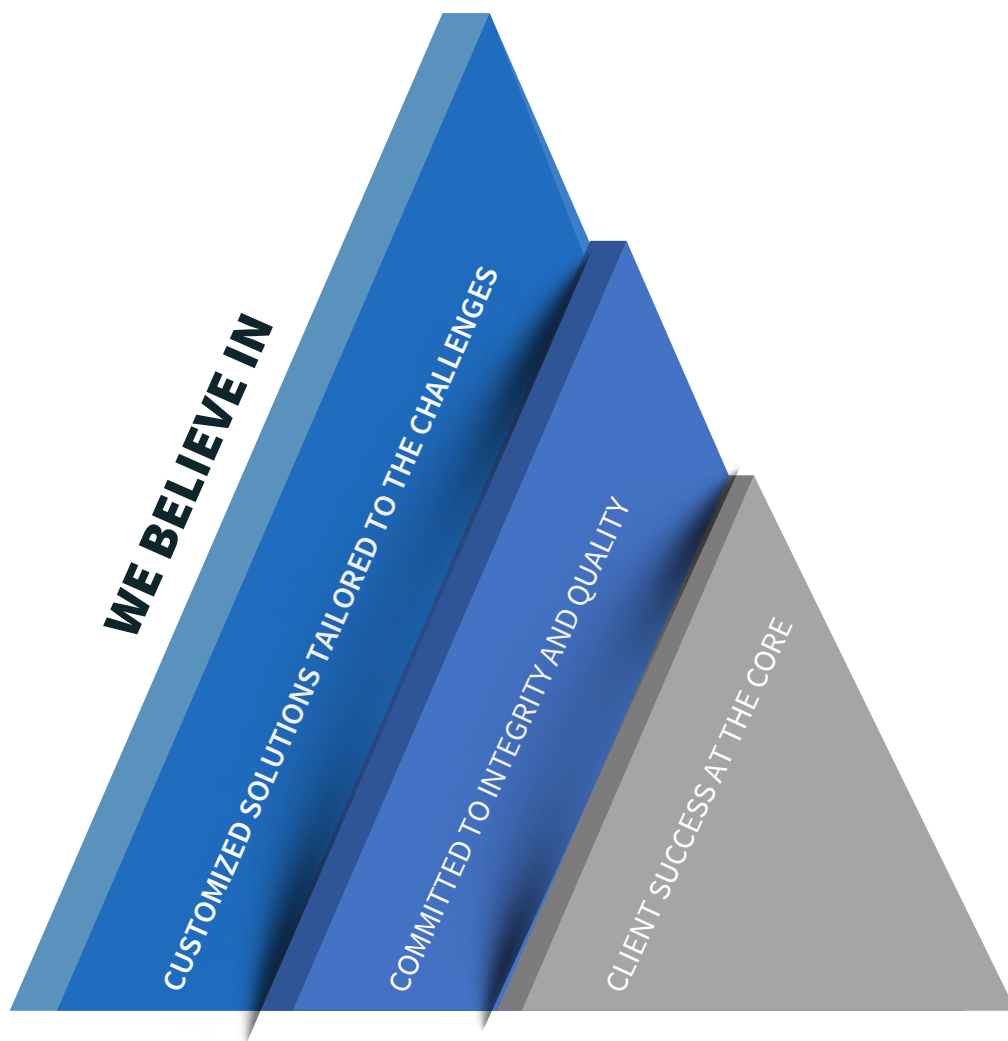 WE BELIEVE IN
CUSTOMIZED SOLUTIONS TAILORED TO THE CHALLENGES
COMMITTED TO INTEGRITY AND QUALITY
CLIENT SUCCESS AT THE CORE